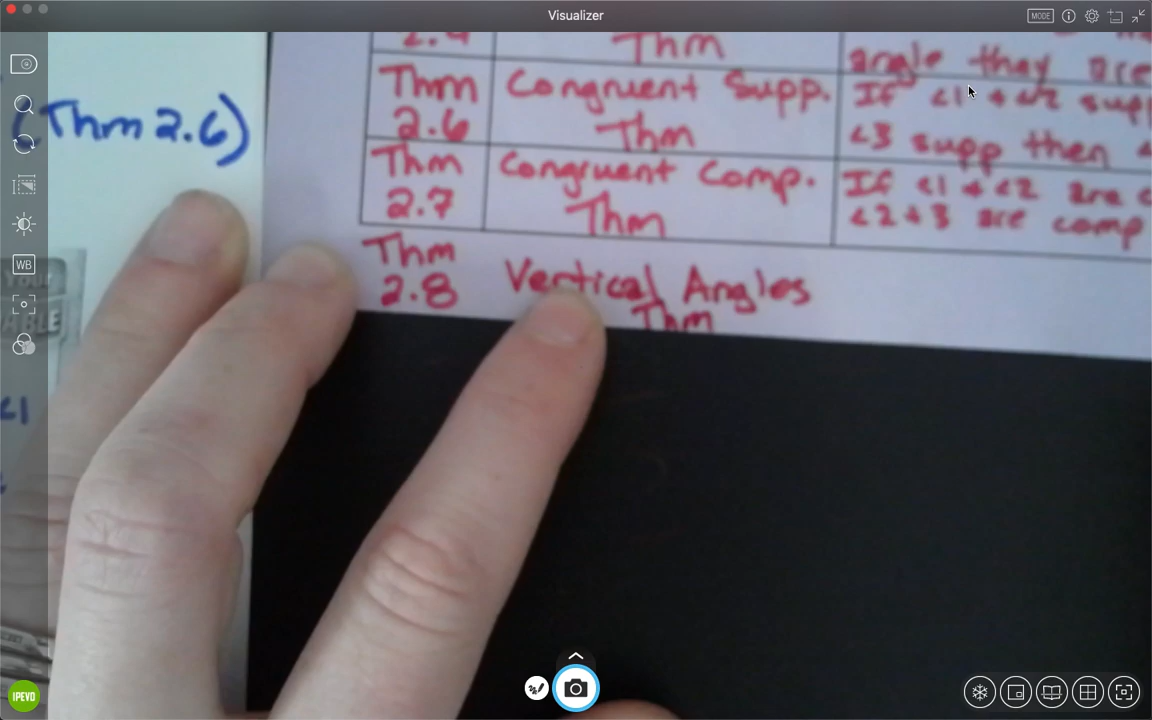 Visualizer
MODE
WB
(Thm 2.6)
Thm
angle they are
Thm Congruent Supp. If <1 + <2 supp
2.6 Thm <3 supp then
Thm Congruent Comp. If <1 + <2 are c
2.7 Thm <2 + 3 are comp
Thm
2.8 Vertical Angles
Thm
<1
IPEVO